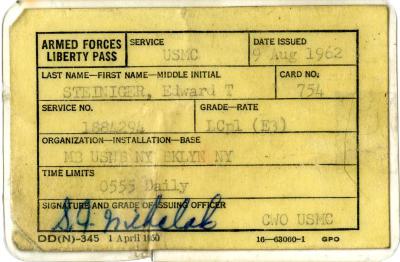 ARMED FORCES LIBERTY PASS
SERVICE
USMC
DATE ISSUED
9 Aug 1962
LAST NAME—FIRST NAME—MIDDLE INITIAL
STEINIGER, Edward T
CARD NO.
754
SERVICE NO.
1884294
GRADE—RATE
LCpl (E3)
ORGANIZATION—INSTALLATION—BASE
MB USNB NY BKLYN NY
TIME LIMITS
0555 Daily
SIGNATURE AND GRADE OF ISSUING OFFICER
S.J. Michalak
CWO USMC
DD(N)-345 1 April 1950
16—63060-1 GPO